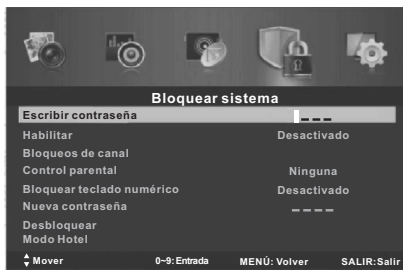 Bloquear sistema
Escribir contraseña _ _ _
Habilitar Desactivado
Bloqueos de canal
Control parental Ninguna
Bloquear teclado numérico Desactivado
Nueva contraseña _ _ _ _
Desbloquear
Modo Hotel
Mover 0~9:Entrada MENÚ: Volver SALIR:Salir